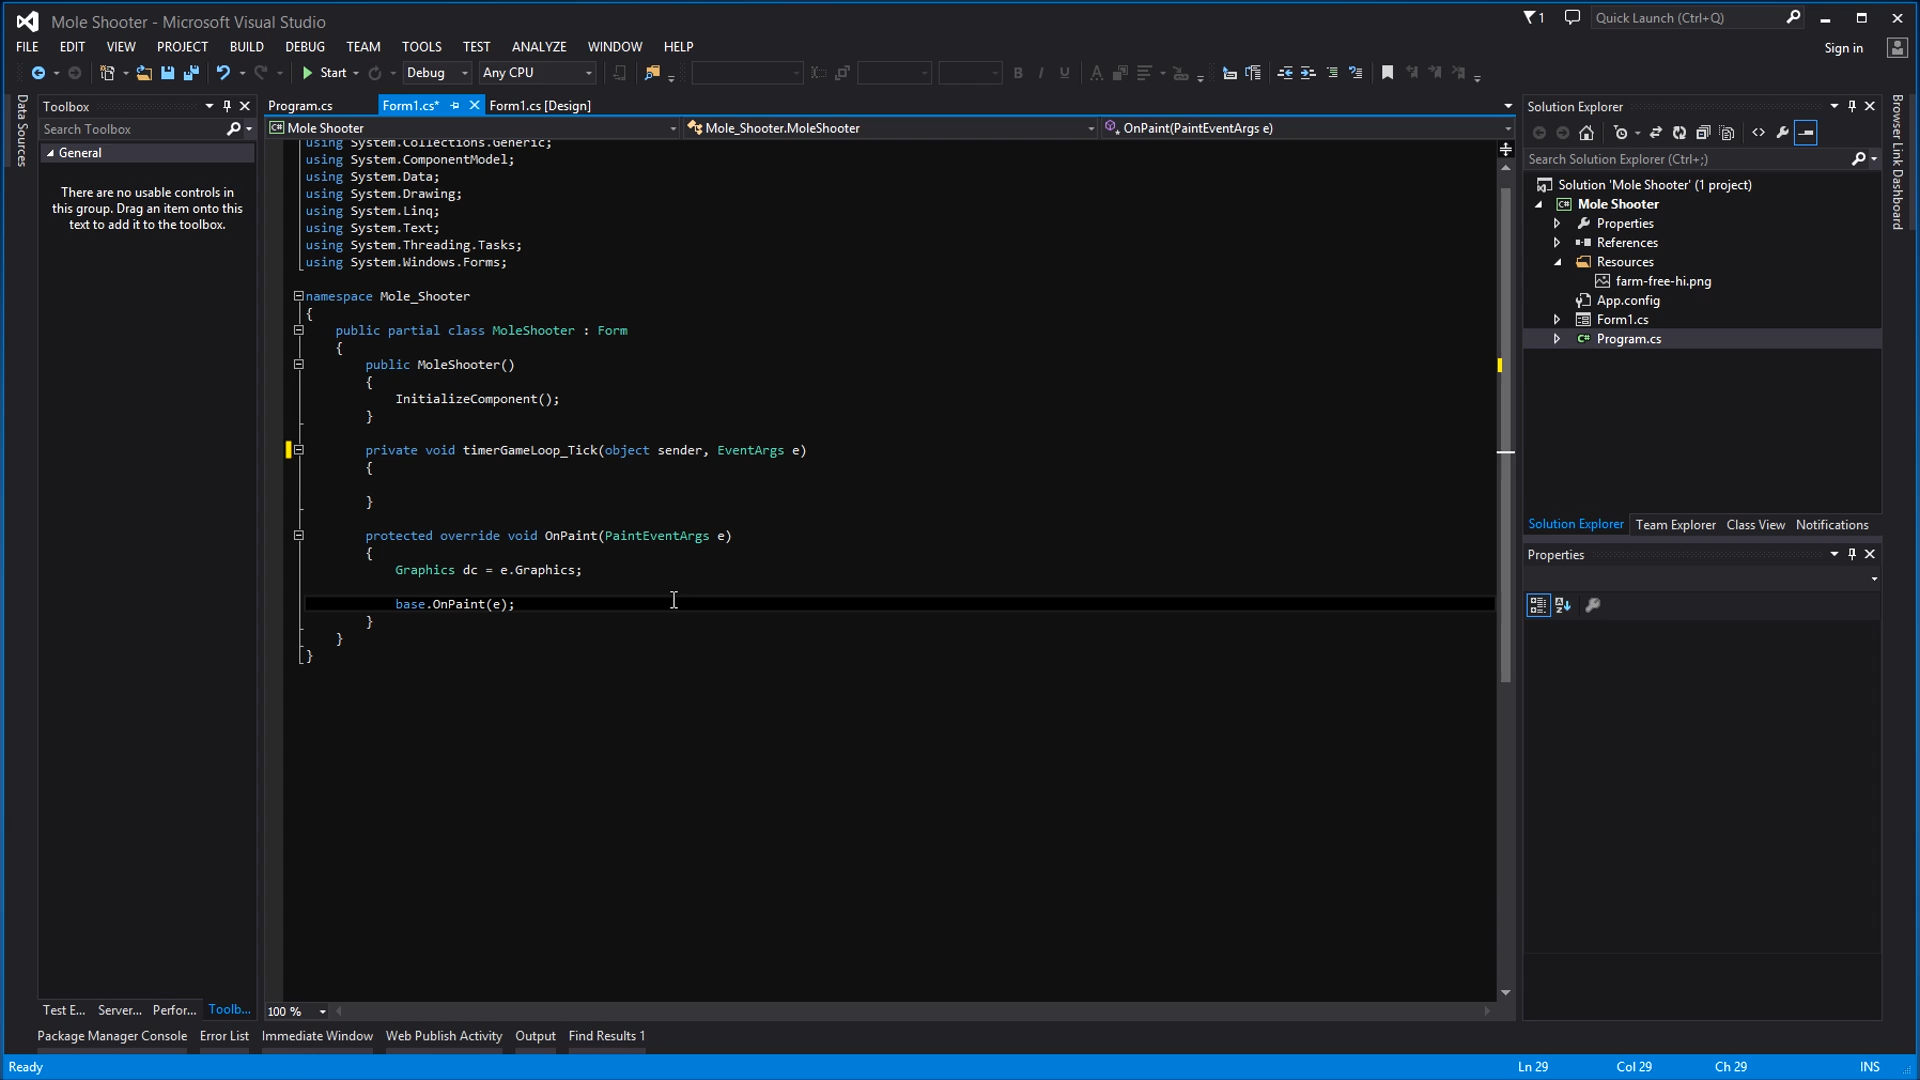 Mole Shooter - Microsoft Visual Studio
1
Quick Launch (Ctrl+Q)
FILE EDIT VIEW PROJECT BUILD DEBUG TEAM TOOLS TEST ANALYZE WINDOW HELP
Sign in
Start Debug Any CPU
Data Sources
Toolbox
Search Toolbox
General
There are no usable controls in
this group. Drag an item onto this
text to add it to the toolbox.
Program.cs Form1.cs* Form1.cs [Design]
Mole Shooter Mole_Shooter.MoleShooter OnPaint(PaintEventArgs e)
using System.Collections.Generic;
using System.ComponentModel;
using System.Data;
using System.Drawing;
using System.Linq;
using System.Text;
using System.Threading.Tasks;
using System.Windows.Forms;
namespace Mole_Shooter
{
public partial class MoleShooter : Form
{
public MoleShooter()
{
InitializeComponent();
}
private void timerGameLoop_Tick(object sender, EventArgs e)
{
}
protected override void OnPaint(PaintEventArgs e)
{
Graphics dc = e.Graphics;
base.OnPaint(e);
}
}
}
Solution Explorer
Search Solution Explorer (Ctrl+;)
Solution 'Mole Shooter' (1 project)
Mole Shooter
Properties
References
Resources
farm-free-hi.png
App.config
Form1.cs
Program.cs
Solution Explorer Team Explorer Class View Notifications
Properties
Browser Link Dashboard
Test E... Server... Perfor... Toolb...
100 %
Package Manager Console Error List Immediate Window Web Publish Activity Output Find Results 1
Ready Ln 29 Col 29 Ch 29 INS